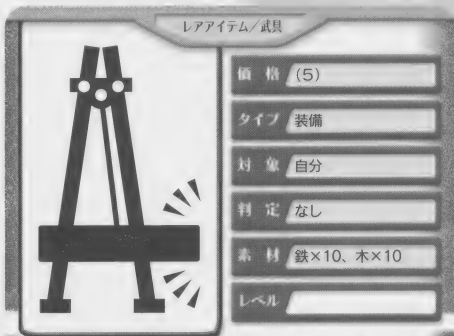 レアアイテム/武具
価格 (5)
タイプ 装備
対象 自分
判定 なし
素材 鉄×10、木×10
レベル